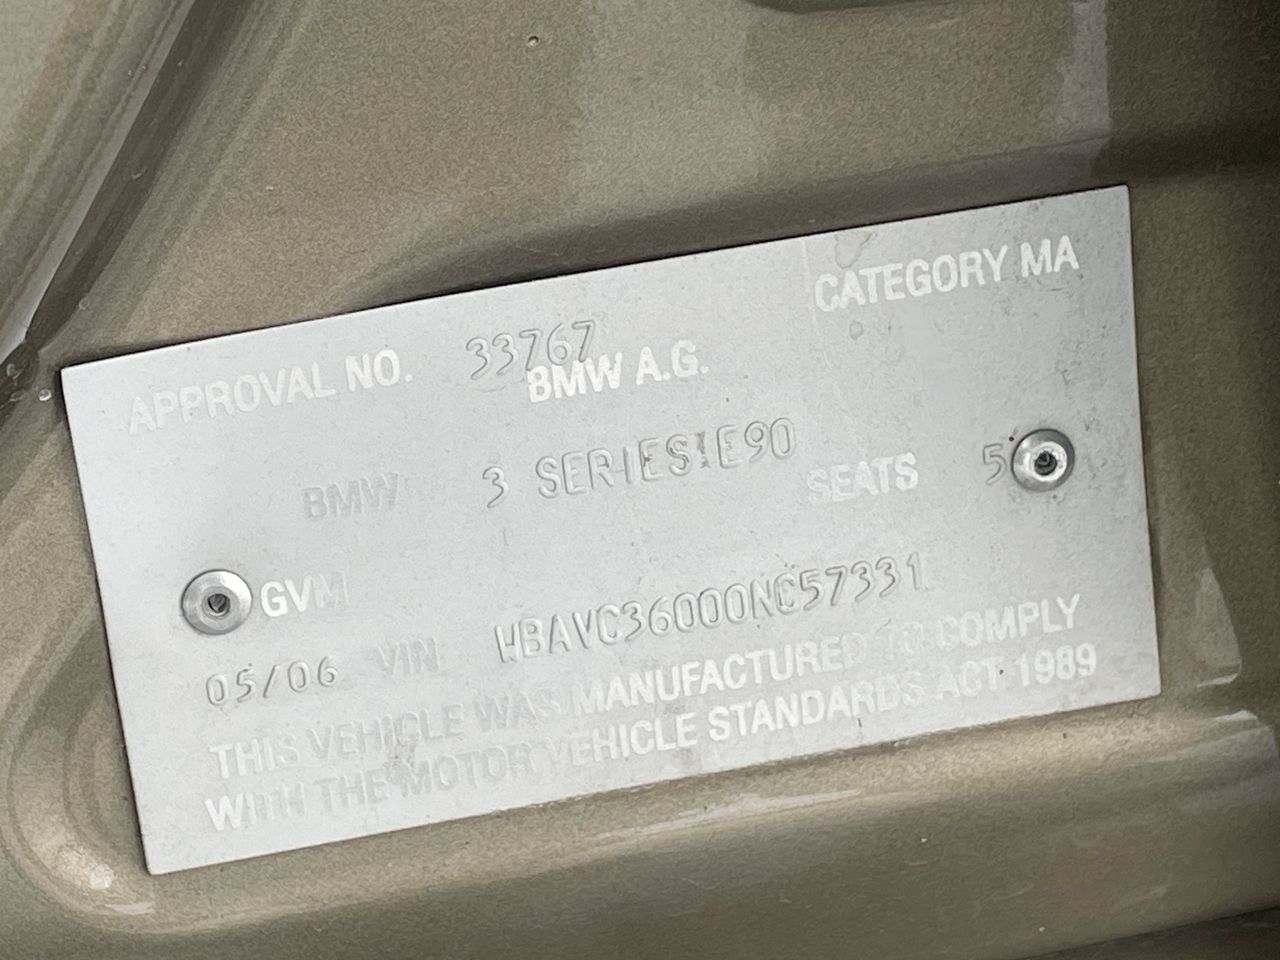 CATEGORY MA
APPROVAL NO. 33767
BMW A.G.
BMW 3 SERIES E90
SEATS 5
GVM
05/06 VIN WBAVC36000NC57331
THIS VEHICLE WAS MANUFACTURED TO COMPLY
WITH THE MOTOR VEHICLE STANDARDS ACT 1989